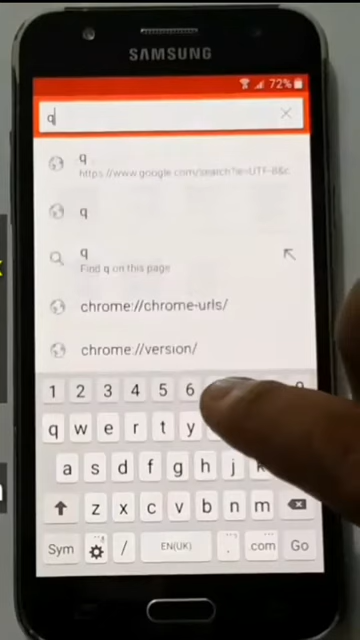 SAMSUNG
72%
q
q
https://www.google.com/search?ie=UTF-8&c
q
q
Find q on this page
chrome://chrome-urls/
chrome://version/
1 2 3 4 5 6
q w e r t y
a s d f g h j
z x c v b n m
Sym / EN(UK) . com Go